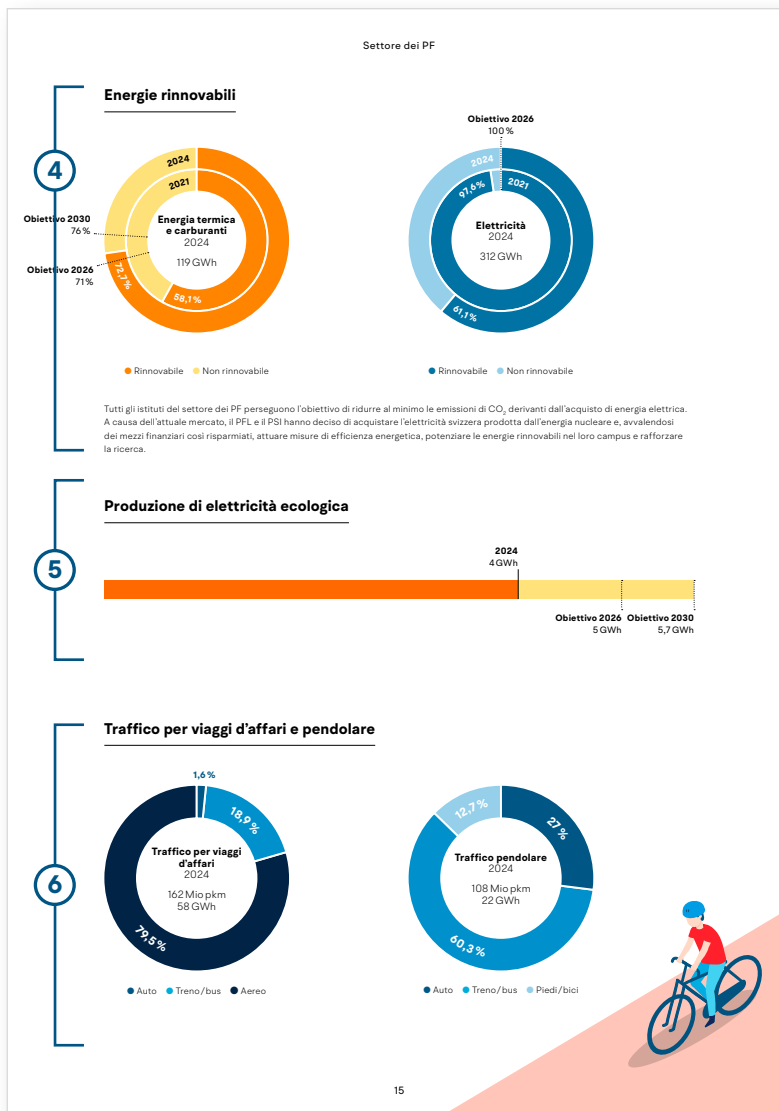 Settore dei PF
4
Energie rinnovabili
2024
2021
Obiettivo 2030
76 %
Obiettivo 2026
71 %
72,7%
58,1%
Energia termica
e carburanti
2024
119 GWh
Rinnovabile Non rinnovabile
Obiettivo 2026
100 %
2024
97,6%
2021
Elettricità
2024
312 GWh
61,1%
Rinnovabile Non rinnovabile
Tutti gli istituti del settore dei PF perseguono l'obiettivo di ridurre al minimo le emissioni di CO₂ derivanti dall'acquisto di energia elettrica.
A causa dell'attuale mercato, il PFL e il PSI hanno deciso di acquistare l'elettricità svizzera prodotta dall'energia nucleare e, avvalendosi
dei mezzi finanziari così risparmiati, attuare misure di efficienza energetica, potenziare le energie rinnovabili nel loro campus e rafforzare
la ricerca.
5
Produzione di elettricità ecologica
2024
4 GWh
Obiettivo 2026 Obiettivo 2030
5 GWh 5,7 GWh
6
Traffico per viaggi d'affari e pendolare
1,6 %
18,9 %
Traffico per viaggi
d'affari
2024
162 Mio pkm
58 GWh
79,5 %
Auto Treno/bus Aereo
12,7 %
27 %
Traffico pendolare
2024
108 Mio pkm
22 GWh
60,3 %
Auto Treno/bus Piedi/bici
15